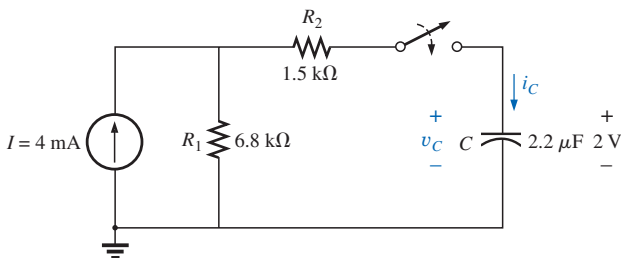 R2
1.5 kΩ
I = 4 mA
R1
6.8 kΩ
iC
+
vC
–
C
2.2 μF
+
2 V
–